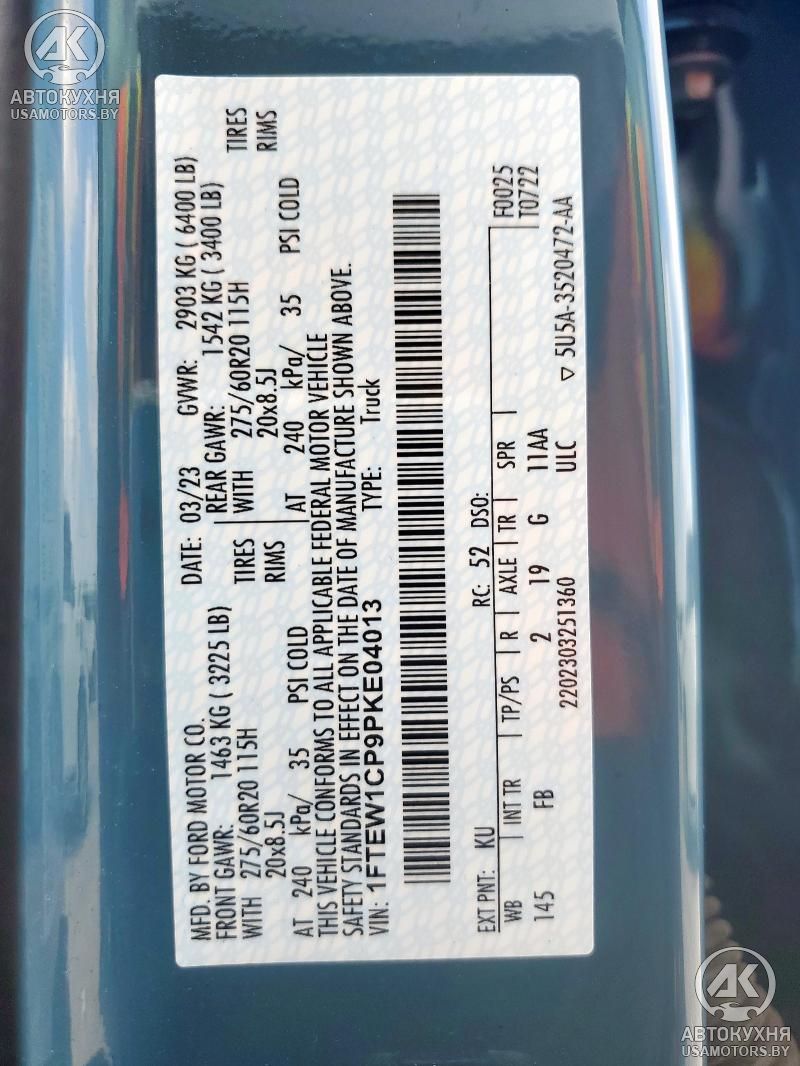 АК
АВТОКУХНЯ
USAMOTORS.BY
MFD. BY FORD MOTOR CO. DATE: 03/23 GVWR: 2903 KG ( 6400 LB)
FRONT GAWR: 1463 KG ( 3225 LB) REAR GAWR: 1542 KG ( 3400 LB)
WITH 275/60R20 115H TIRES WITH 275/60R20 115H TIRES
20x8.5J RIMS 20x8.5J RIMS
AT 240 kPa/ 35 PSI COLD AT 240 kPa/ 35 PSI COLD
THIS VEHICLE CONFORMS TO ALL APPLICABLE FEDERAL MOTOR VEHICLE
SAFETY STANDARDS IN EFFECT ON THE DATE OF MANUFACTURE SHOWN ABOVE.
VIN: 1FTEW1CP9PKE04013 TYPE: Truck
EXT PNT: KU RC: 52 DSO: F0025
WB INT TR TP/PS R AXLE TR SPR T0722
145 FB 2 19 G 11AA
2202303251360 ULC ▽ 5U5A-3520472-AA
АК
АВТОКУХНЯ
USAMOTORS.BY